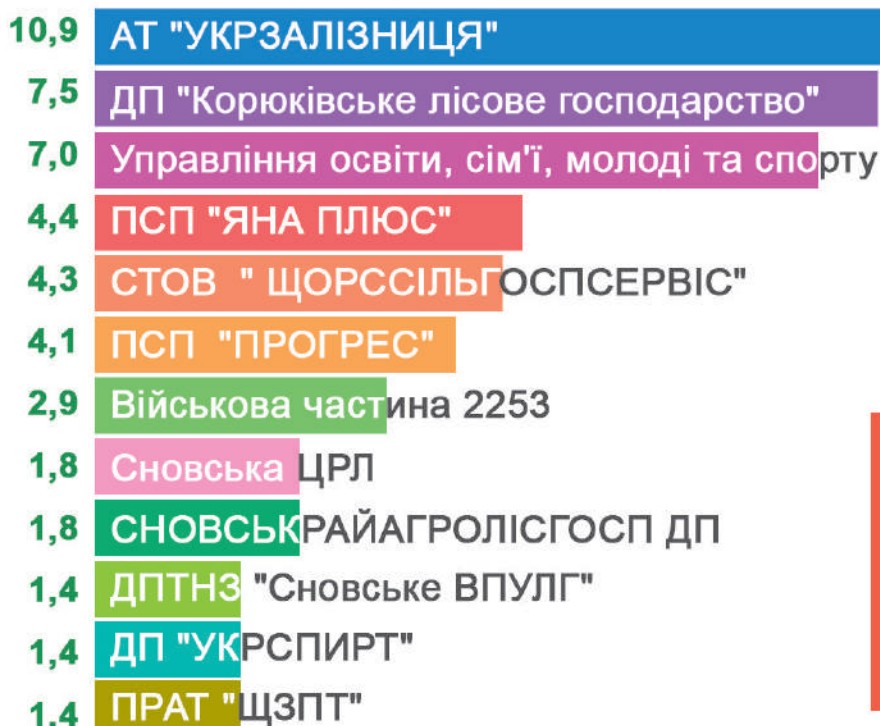 10,9 АТ "УКРЗАЛІЗНИЦЯ"
7,5 ДП "Корюківське лісове господарство"
7,0 Управління освіти, сім'ї, молоді та спорту
4,4 ПСП "ЯНА ПЛЮС"
4,3 СТОВ " ЩОРССІЛЬГОСПСЕРВІС"
4,1 ПСП "ПРОГРЕС"
2,9 Військова частина 2253
1,8 Сновська ЦРЛ
1,8 СНОВСЬКРАЙАГРОЛІСГОСП ДП
1,4 ДПТНЗ "Сновське ВПУЛГ"
1,4 ДП "УКРСПИРТ"
1,4 ПРАТ "ЩЗПТ"